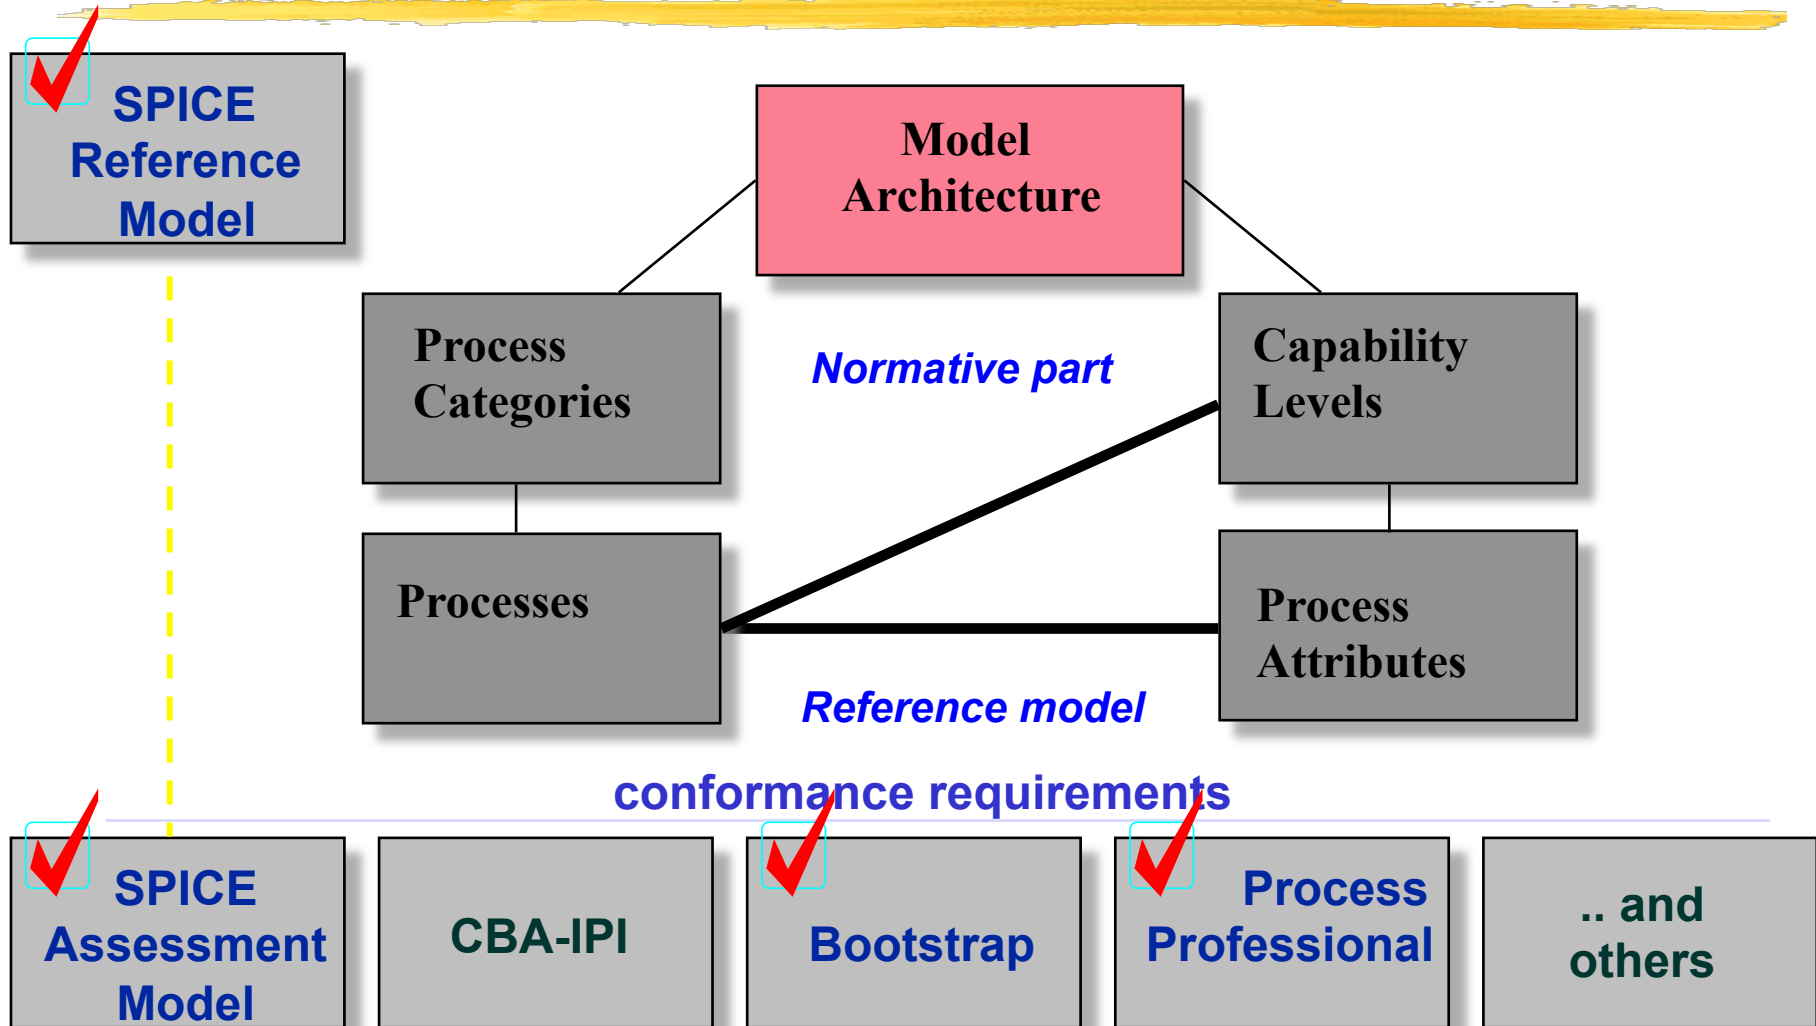 SPICE
Reference
Model
Model
Architecture
Process
Categories
Normative part
Capability
Levels
Processes
Process
Attributes
Reference model
conformance requirements
SPICE
Assessment
Model
CBA-IPI
Bootstrap
Process
Professional
.. and
others